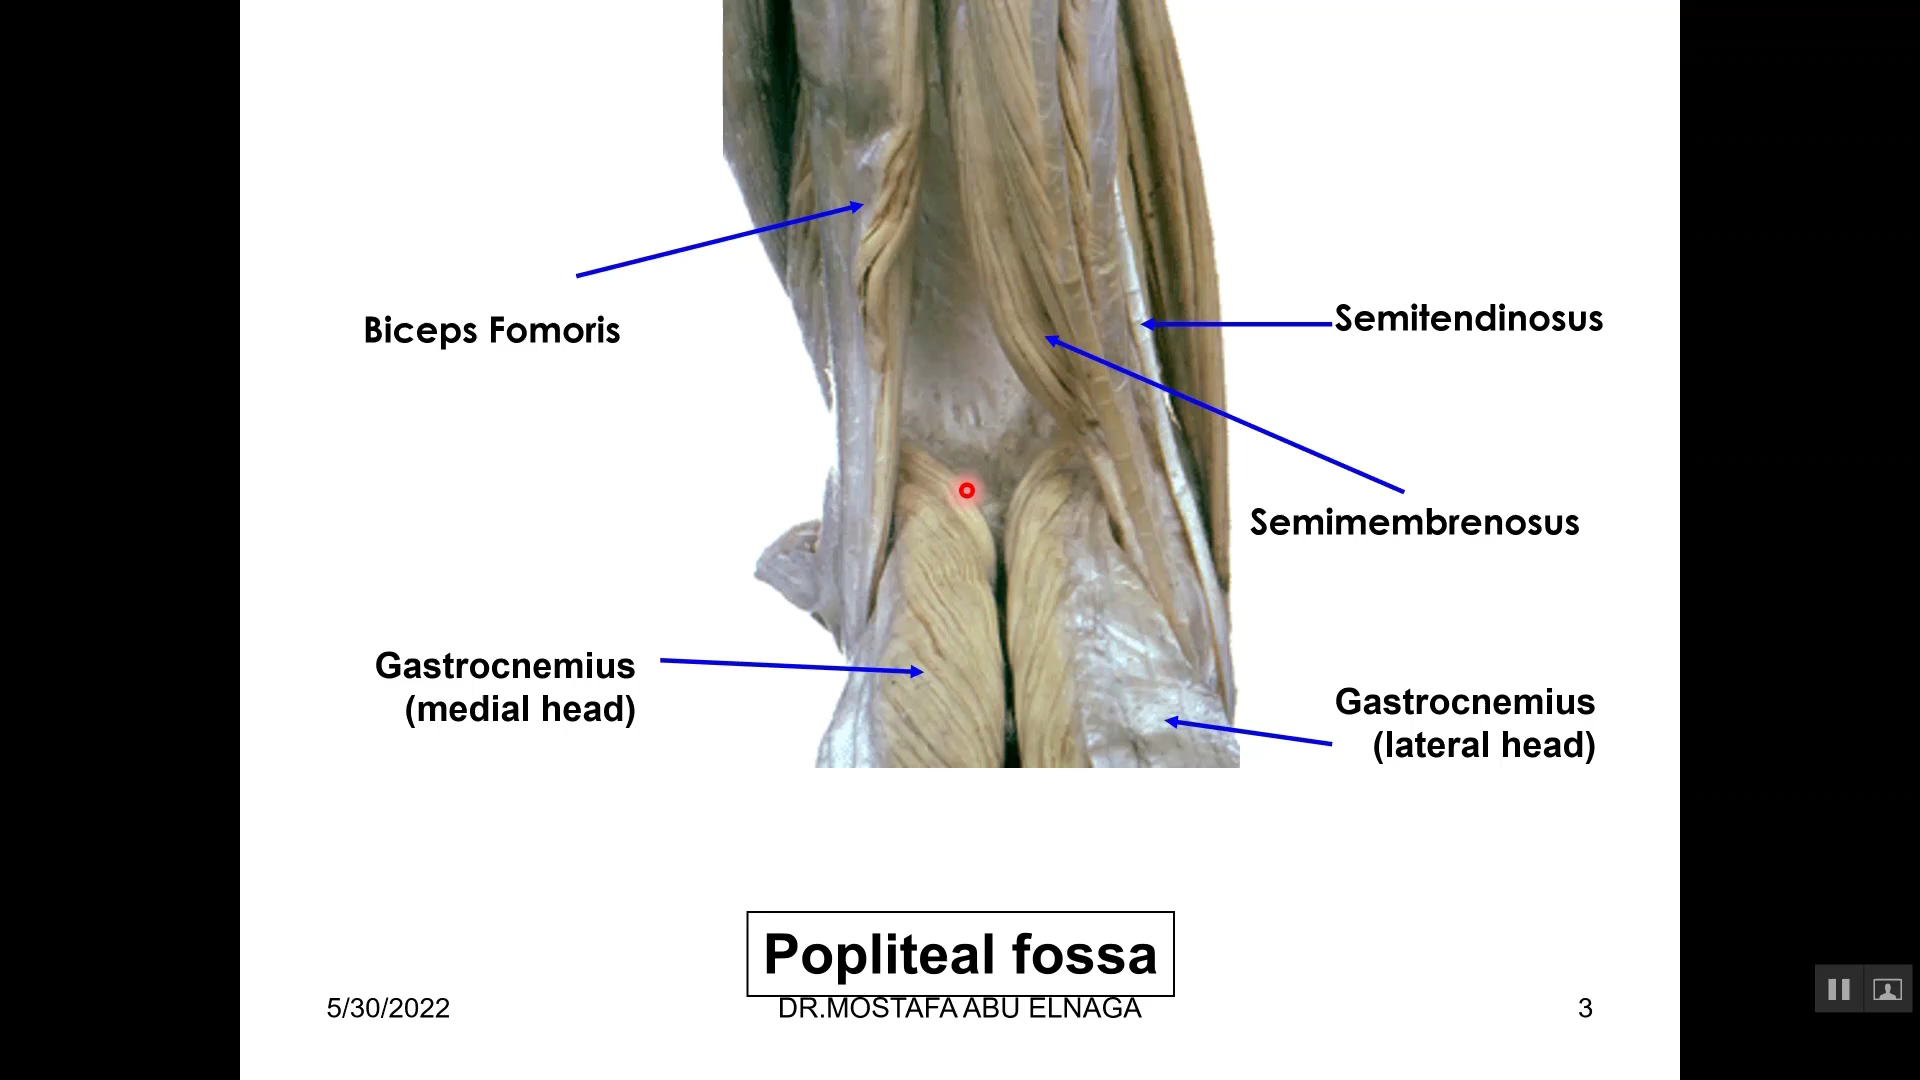 Biceps Fomoris
Semitendinosus
Semimembrenosus
Gastrocnemius
(medial head)
Gastrocnemius
(lateral head)
Popliteal fossa
5/30/2022
DR.MOSTAFA ABU ELNAGA
3